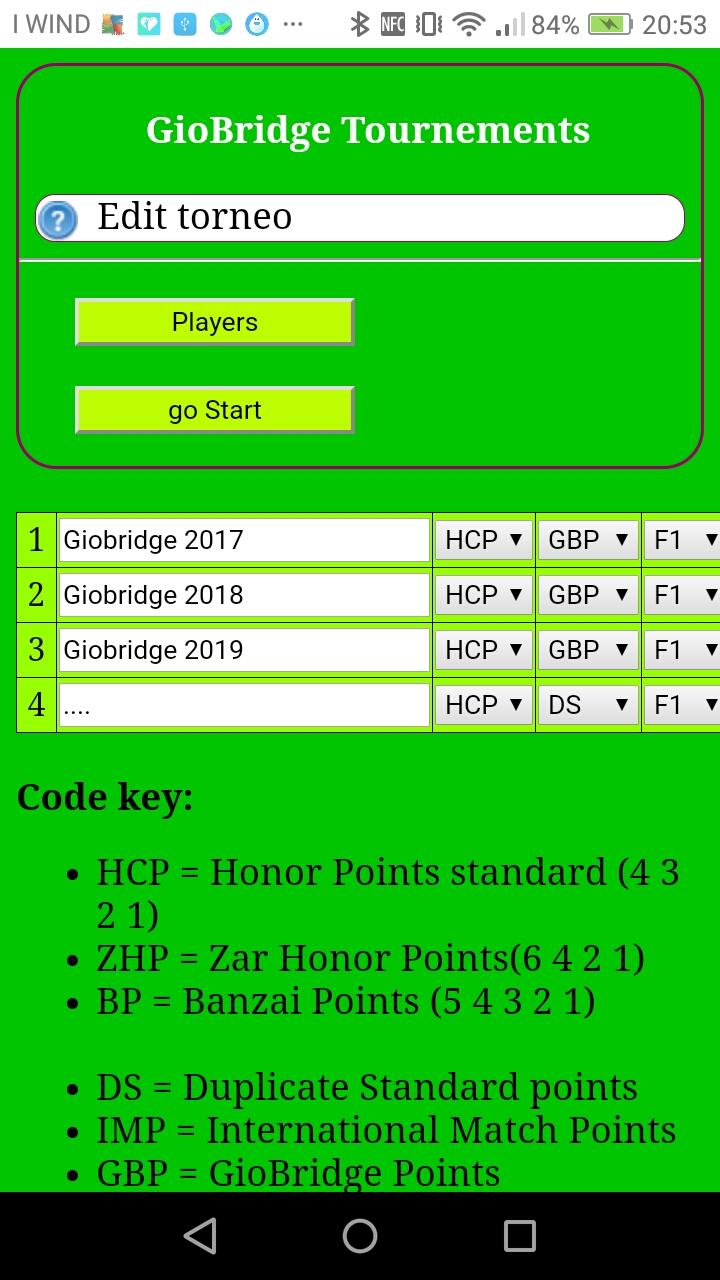 I WIND ... NFC 84% 20:53
GioBridge Tournements
? Edit torneo
Players
go Start
1 Giobridge 2017 HCP ▼ GBP ▼ F1 ▼
2 Giobridge 2018 HCP ▼ GBP ▼ F1 ▼
3 Giobridge 2019 HCP ▼ GBP ▼ F1 ▼
4 .... HCP ▼ DS ▼ F1 ▼
Code key:
• HCP = Honor Points standard (4 3
2 1)
• ZHP = Zar Honor Points(6 4 2 1)
• BP = Banzai Points (5 4 3 2 1)
• DS = Duplicate Standard points
• IMP = International Match Points
• GBP = GioBridge Points